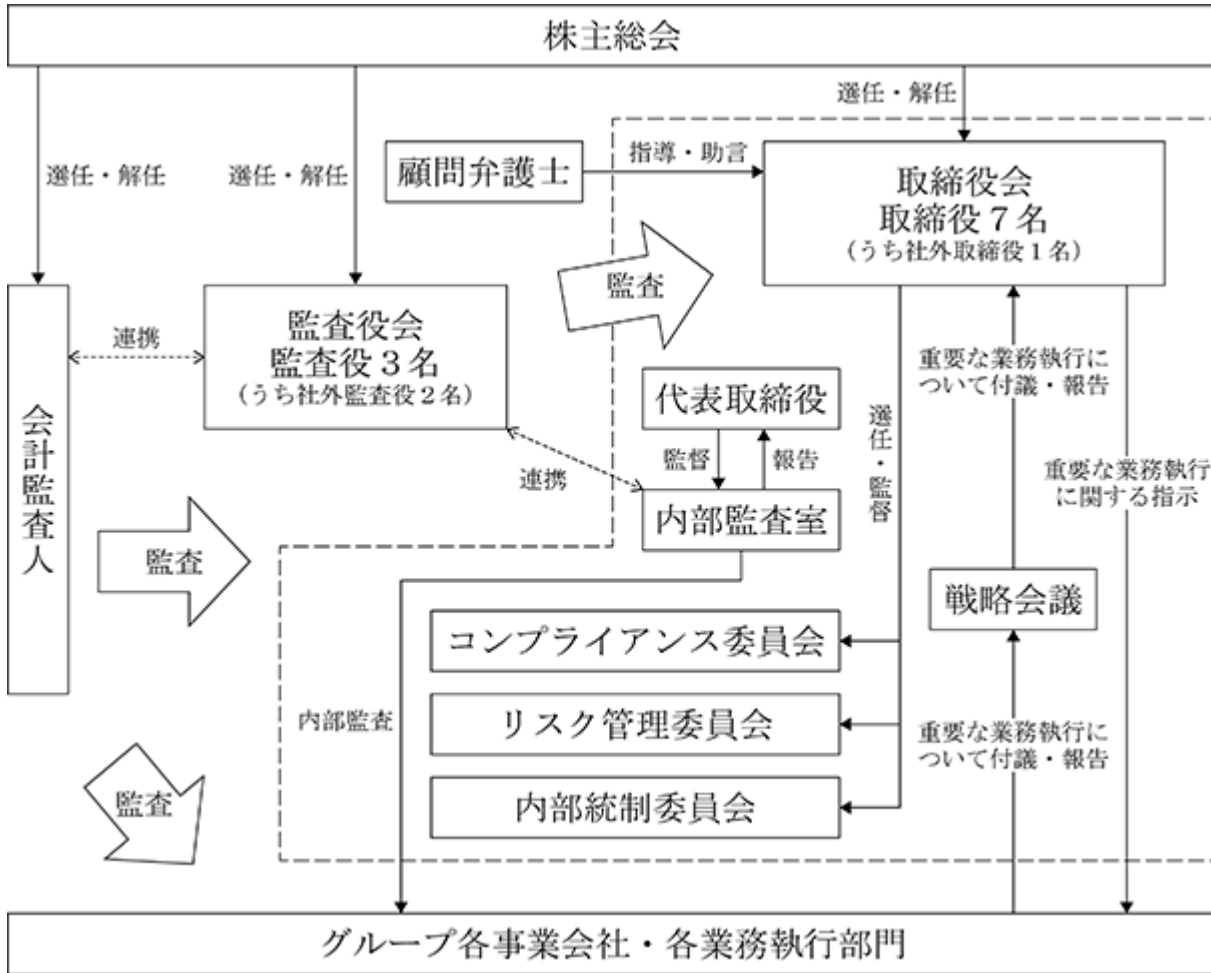 株主総会
選任・解任
選任・解任
選任・解任
顧問弁護士
指導・助言
取締役会
取締役７名
（うち社外取締役１名）
監査
監査役会
監査役３名
（うち社外監査役２名）
連携
会計監査人
代表取締役
監督
報告
連携
内部監査室
選任・監督
重要な業務執行に
ついて付議・報告
重要な業務執行
に関する指示
監査
戦略会議
コンプライアンス委員会
内部監査
リスク管理委員会
重要な業務執行に
ついて付議・報告
監査
内部統制委員会
グループ各事業会社・各業務執行部門